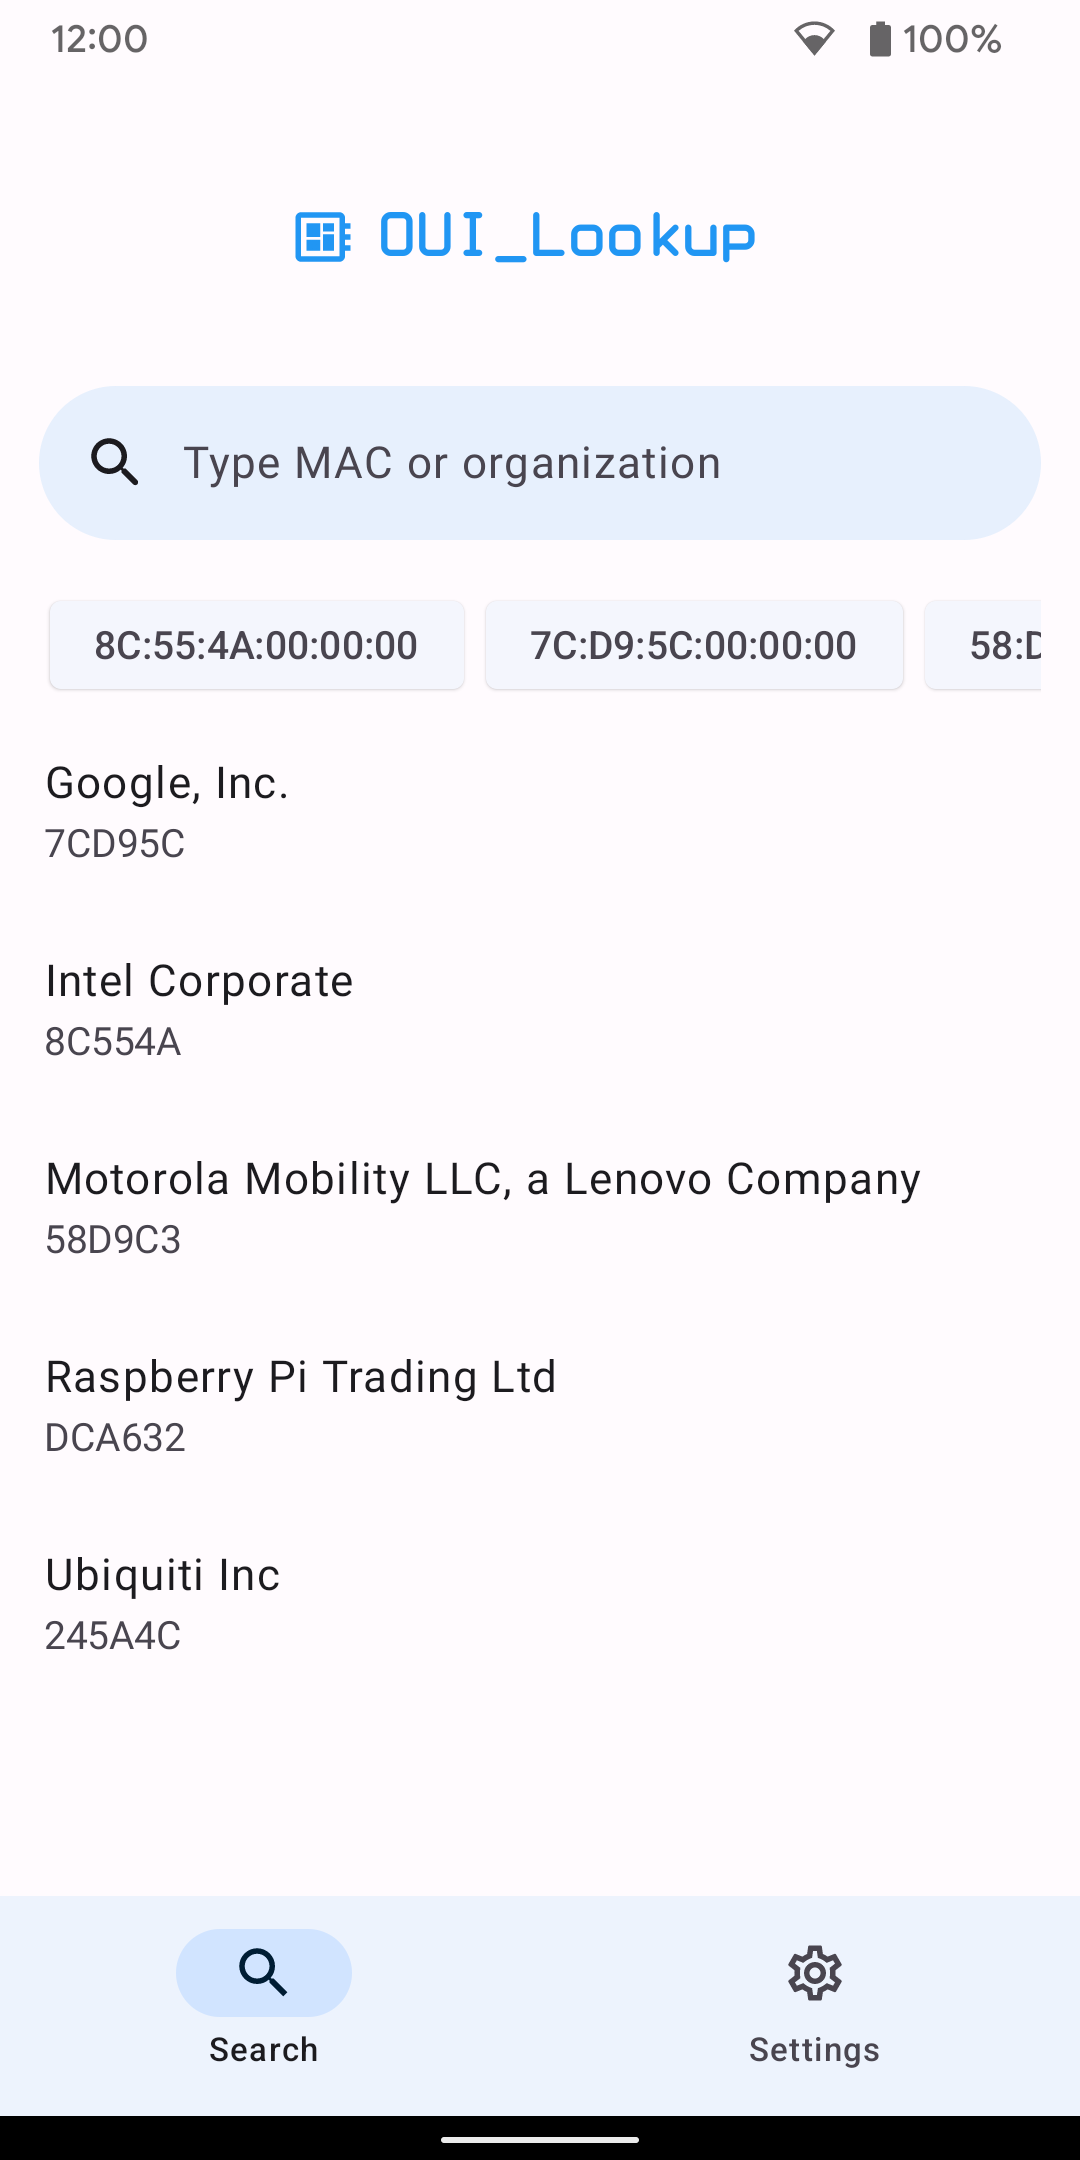 12:00 100%
OUI_Lookup
Type MAC or organization
8C:55:4A:00:00:00 7C:D9:5C:00:00:00 58:D
Google, Inc.
7CD95C
Intel Corporate
8C554A
Motorola Mobility LLC, a Lenovo Company
58D9C3
Raspberry Pi Trading Ltd
DCA632
Ubiquiti Inc
245A4C
Search Settings